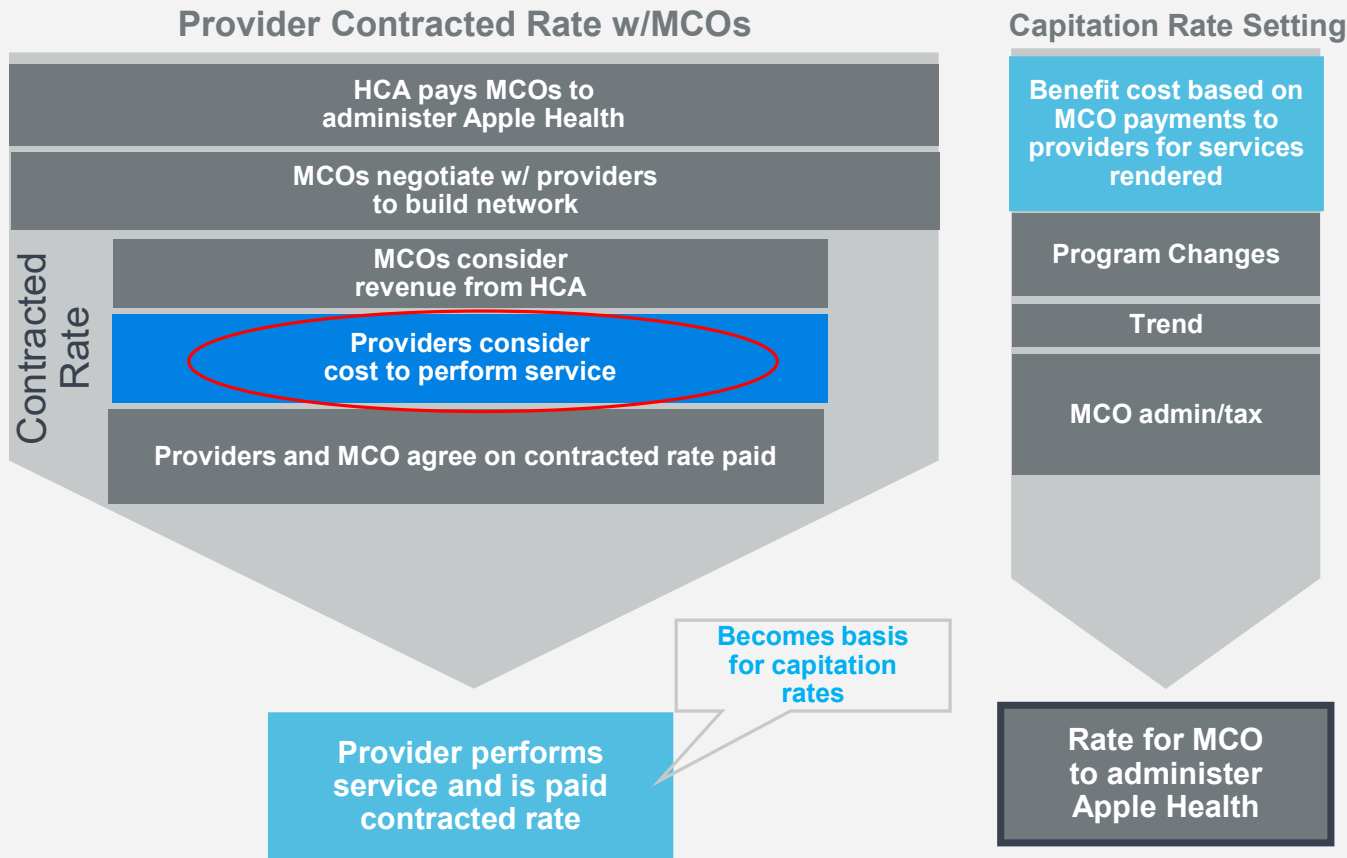 Provider Contracted Rate w/MCOs
HCA pays MCOs to
administer Apple Health
MCOs negotiate w/ providers
to build network
Contracted
Rate
MCOs consider
revenue from HCA
Providers consider
cost to perform service
Providers and MCO agree on contracted rate paid
Becomes basis
for capitation
rates
Provider performs
service and is paid
contracted rate
Capitation Rate Setting
Benefit cost based on
MCO payments to
providers for services
rendered
Program Changes
Trend
MCO admin/tax
Rate for MCO
to administer
Apple Health